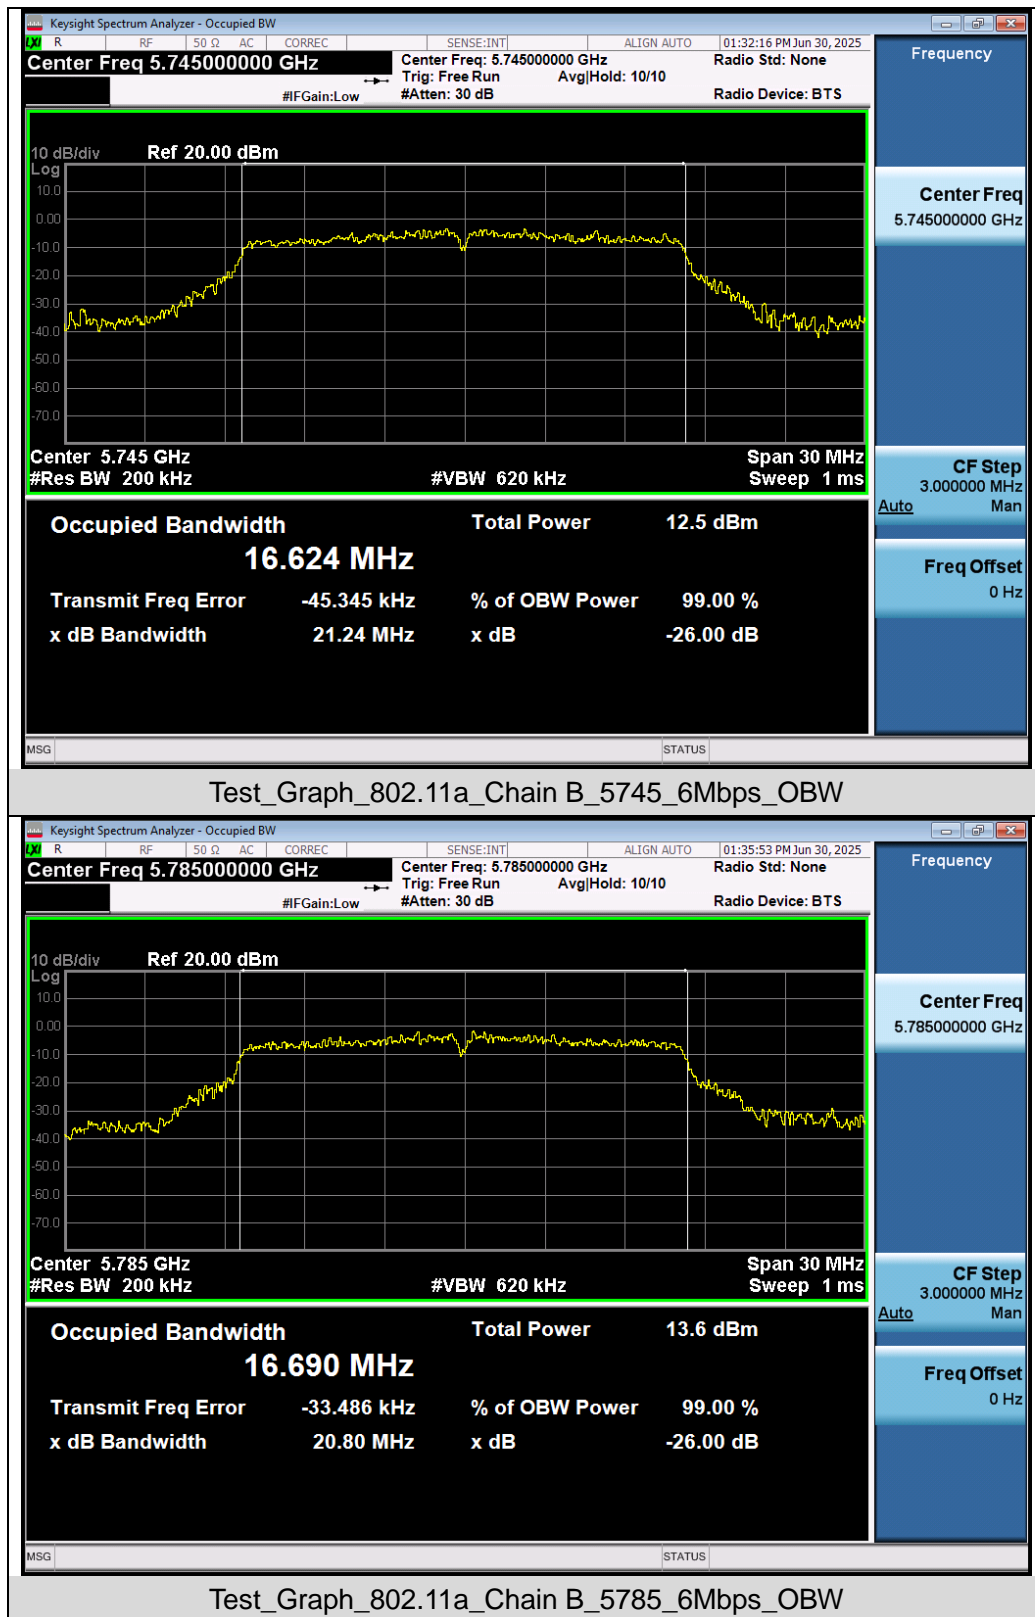 Keysight Spectrum Analyzer - Occupied BW
LXI R RF 50 Ω AC CORREC SENSE:INT ALIGN AUTO 01:32:16 PM Jun 30, 2025
Center Freq 5.745000000 GHz Center Freq: 5.745000000 GHz Radio Std: None
Trig: Free Run Avg|Hold: 10/10
#IFGain:Low #Atten: 30 dB Radio Device: BTS
10 dB/div Ref 20.00 dBm
Log
10.0
0.00
-10.0
-20.0
-30.0
-40.0
-50.0
-60.0
-70.0
Center 5.745 GHz Span 30 MHz
#Res BW 200 kHz #VBW 620 kHz Sweep 1 ms
Occupied Bandwidth Total Power 12.5 dBm
16.624 MHz
Transmit Freq Error -45.345 kHz % of OBW Power 99.00 %
x dB Bandwidth 21.24 MHz x dB -26.00 dB
MSG STATUS
Frequency
Center Freq
5.745000000 GHz
CF Step
3.000000 MHz
Auto Man
Freq Offset
0 Hz
Test_Graph_802.11a_Chain B_5745_6Mbps_OBW
Keysight Spectrum Analyzer - Occupied BW
LXI R RF 50 Ω AC CORREC SENSE:INT ALIGN AUTO 01:35:53 PM Jun 30, 2025
Center Freq 5.785000000 GHz Center Freq: 5.785000000 GHz Radio Std: None
Trig: Free Run Avg|Hold: 10/10
#IFGain:Low #Atten: 30 dB Radio Device: BTS
10 dB/div Ref 20.00 dBm
Log
10.0
0.00
-10.0
-20.0
-30.0
-40.0
-50.0
-60.0
-70.0
Center 5.785 GHz Span 30 MHz
#Res BW 200 kHz #VBW 620 kHz Sweep 1 ms
Occupied Bandwidth Total Power 13.6 dBm
16.690 MHz
Transmit Freq Error -33.486 kHz % of OBW Power 99.00 %
x dB Bandwidth 20.80 MHz x dB -26.00 dB
MSG STATUS
Frequency
Center Freq
5.785000000 GHz
CF Step
3.000000 MHz
Auto Man
Freq Offset
0 Hz
Test_Graph_802.11a_Chain B_5785_6Mbps_OBW